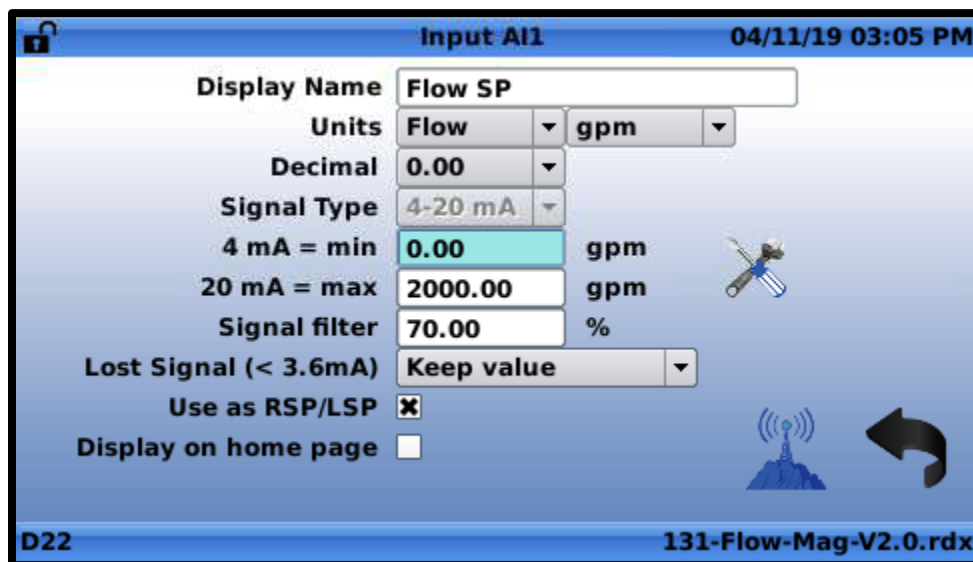 Input AI1 04/11/19 03:05 PM
Display Name Flow SP
Units Flow gpm
Decimal 0.00
Signal Type 4-20 mA
4 mA = min 0.00 gpm
20 mA = max 2000.00 gpm
Signal filter 70.00 %
Lost Signal (< 3.6mA) Keep value
Use as RSP/LSP
Display on home page
D22 131-Flow-Mag-V2.0.rdx